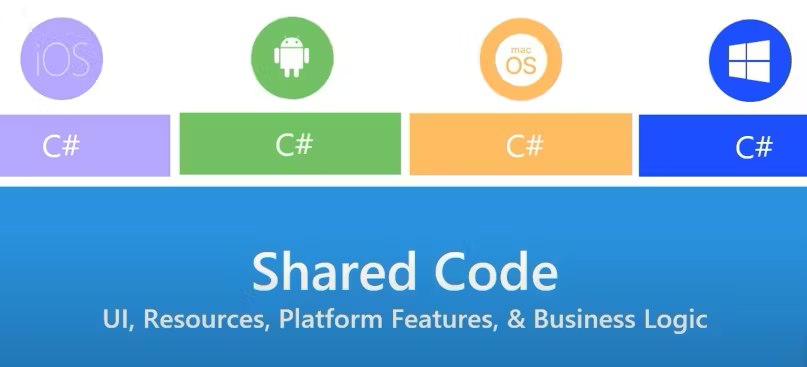 iOS
mac
OS
C#
C#
C#
C#
Shared Code
UI, Resources, Platform Features, & Business Logic